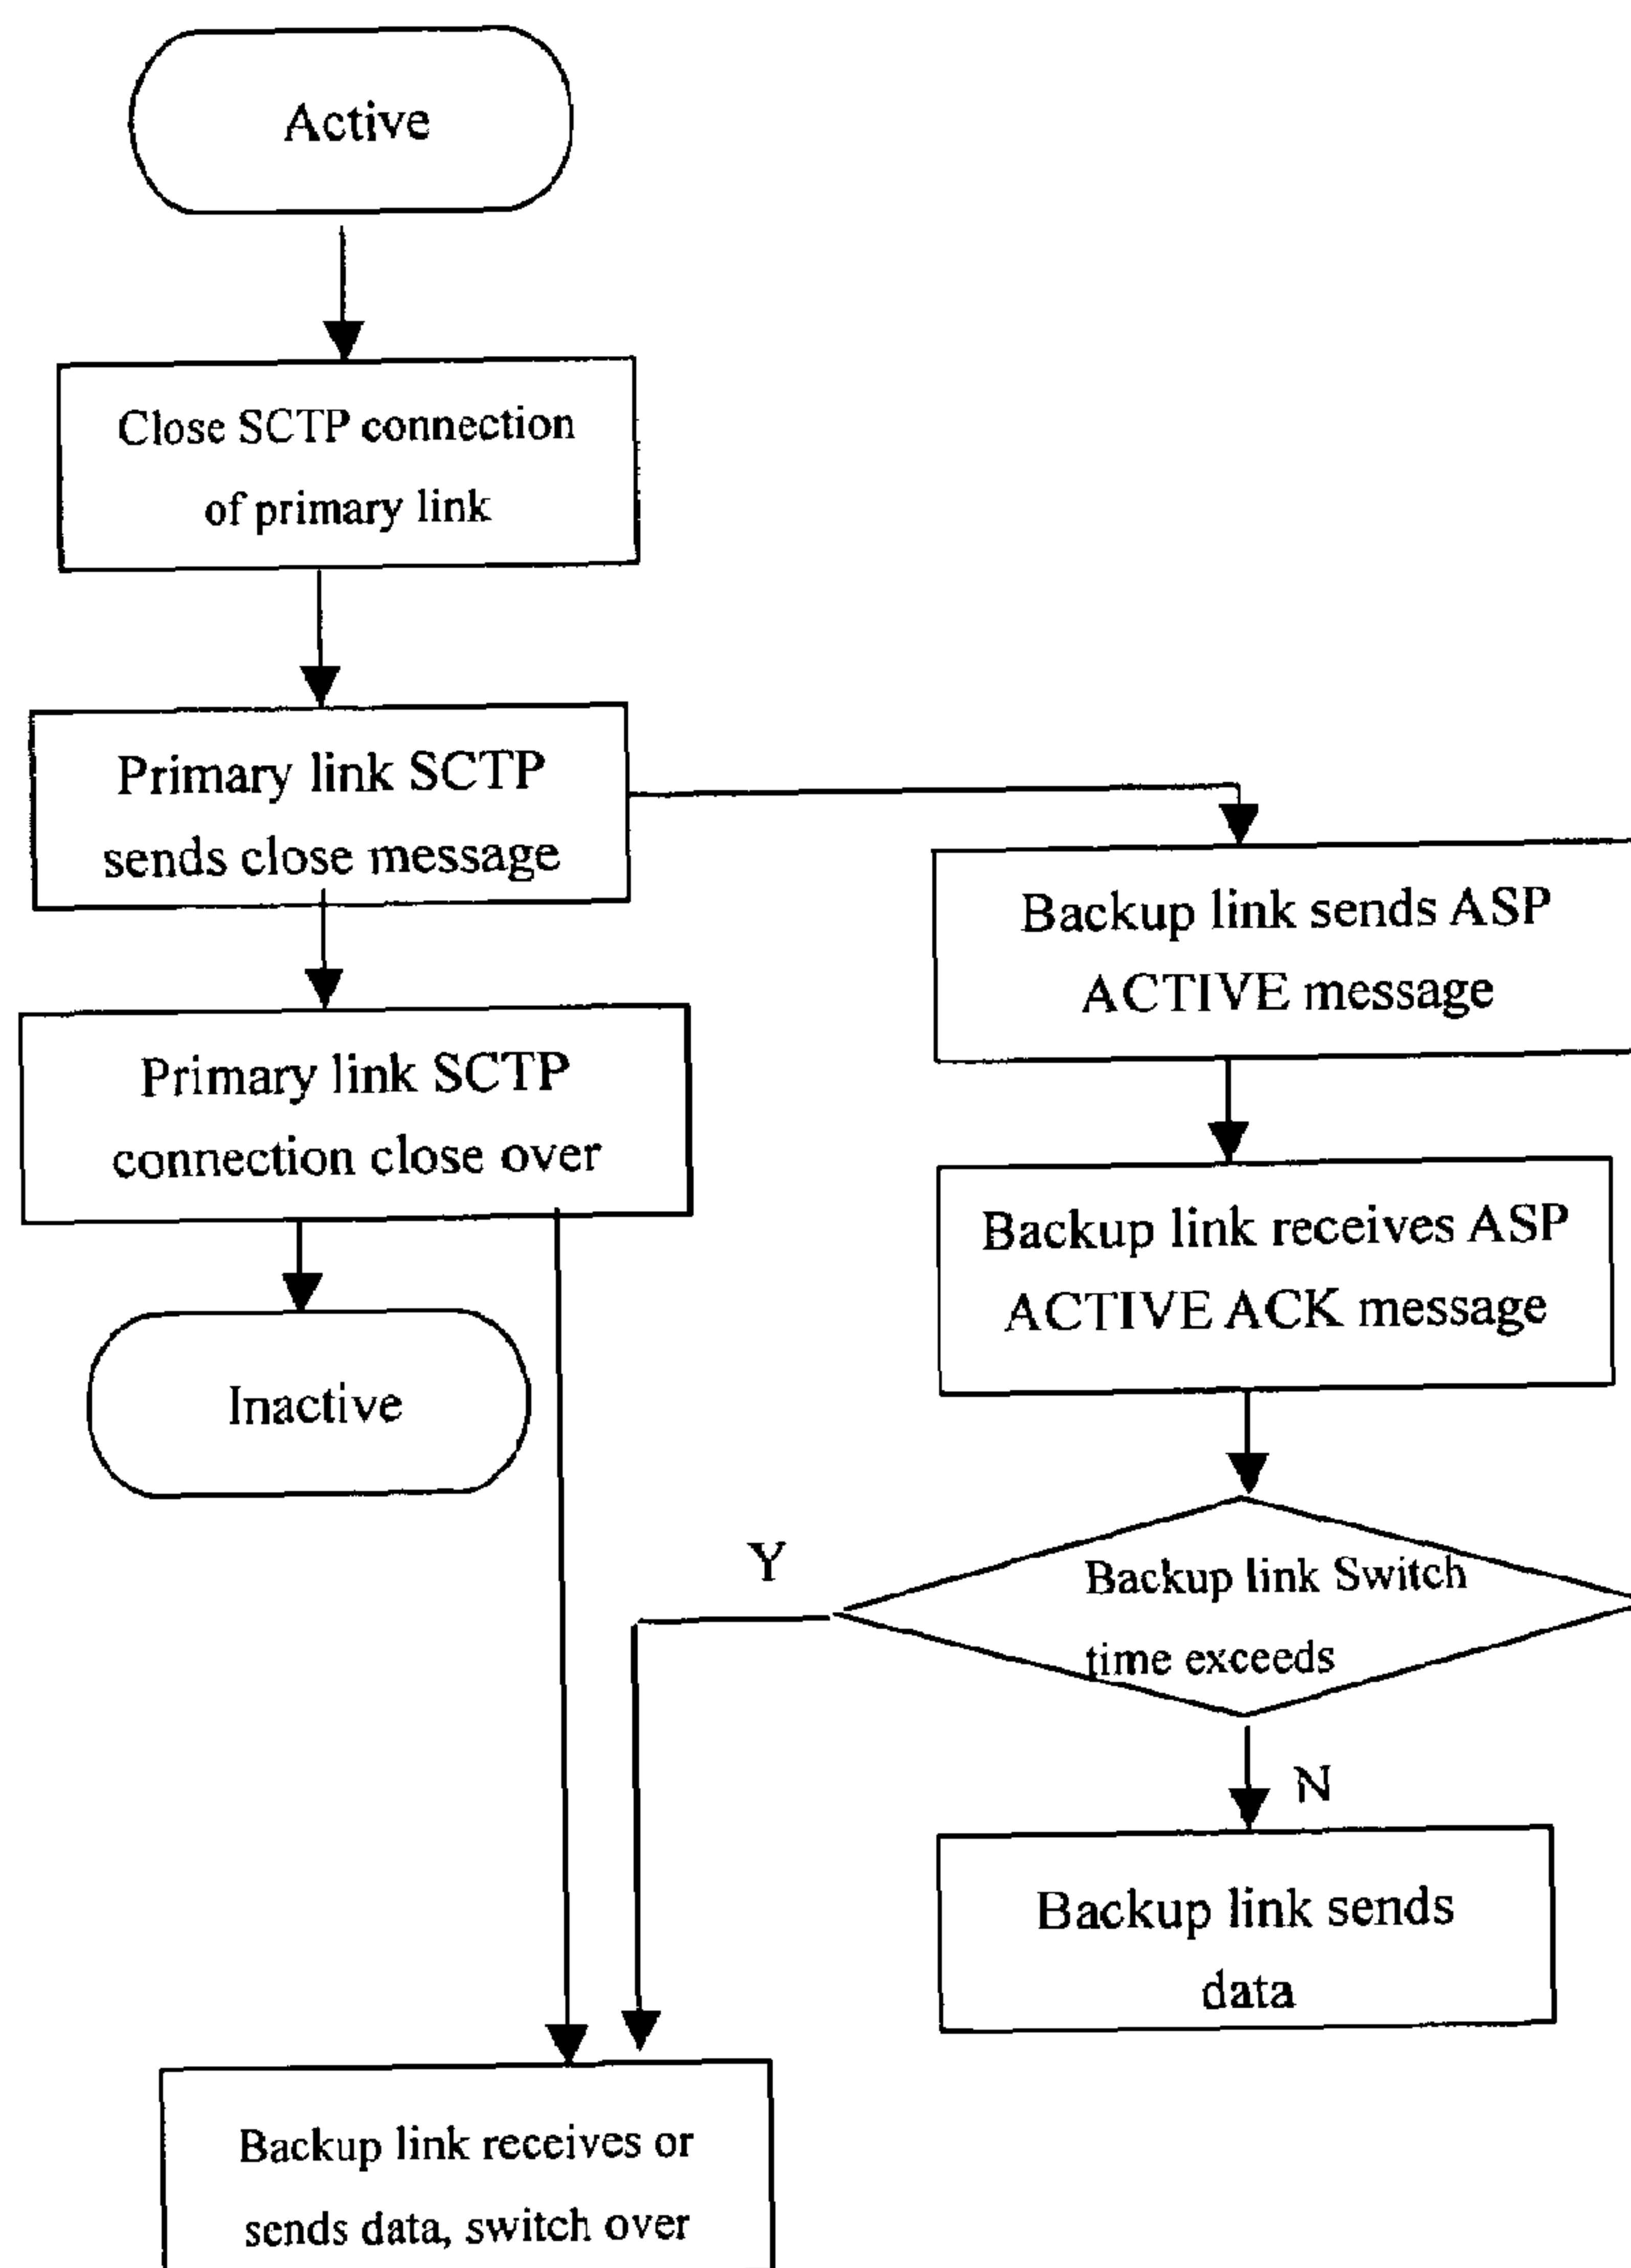 Active
Close SCTP connection
of primary link
Primary link SCTP
sends close message
Backup link sends ASP
ACTIVE message
Primary link SCTP
connection close over
Backup link receives ASP
ACTIVE ACK message
Inactive
Y
Backup link Switch
time exceeds
N
Backup link sends
data
Backup link receives or
sends data, switch over